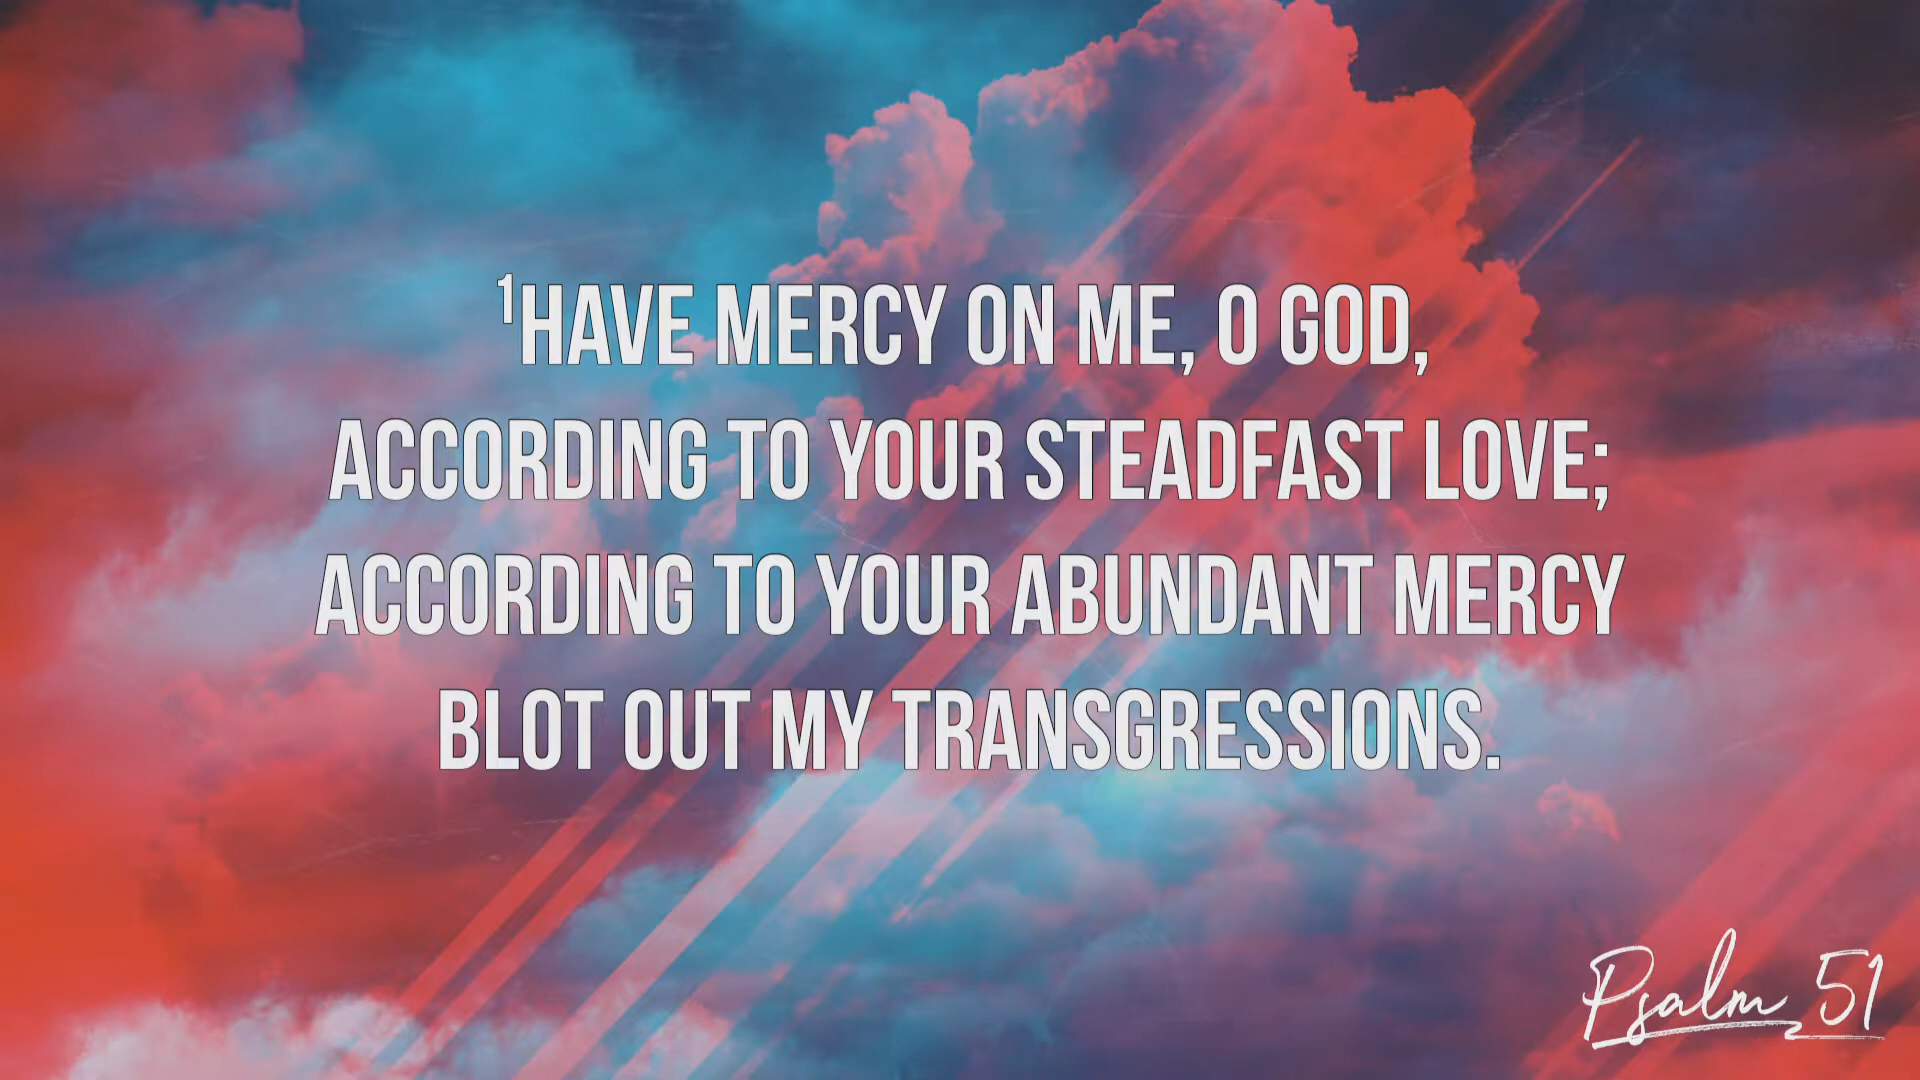 ¹HAVE MERCY ON ME, O GOD,
ACCORDING TO YOUR STEADFAST LOVE;
ACCORDING TO YOUR ABUNDANT MERCY
BLOT OUT MY TRANSGRESSIONS.
Psalm 51